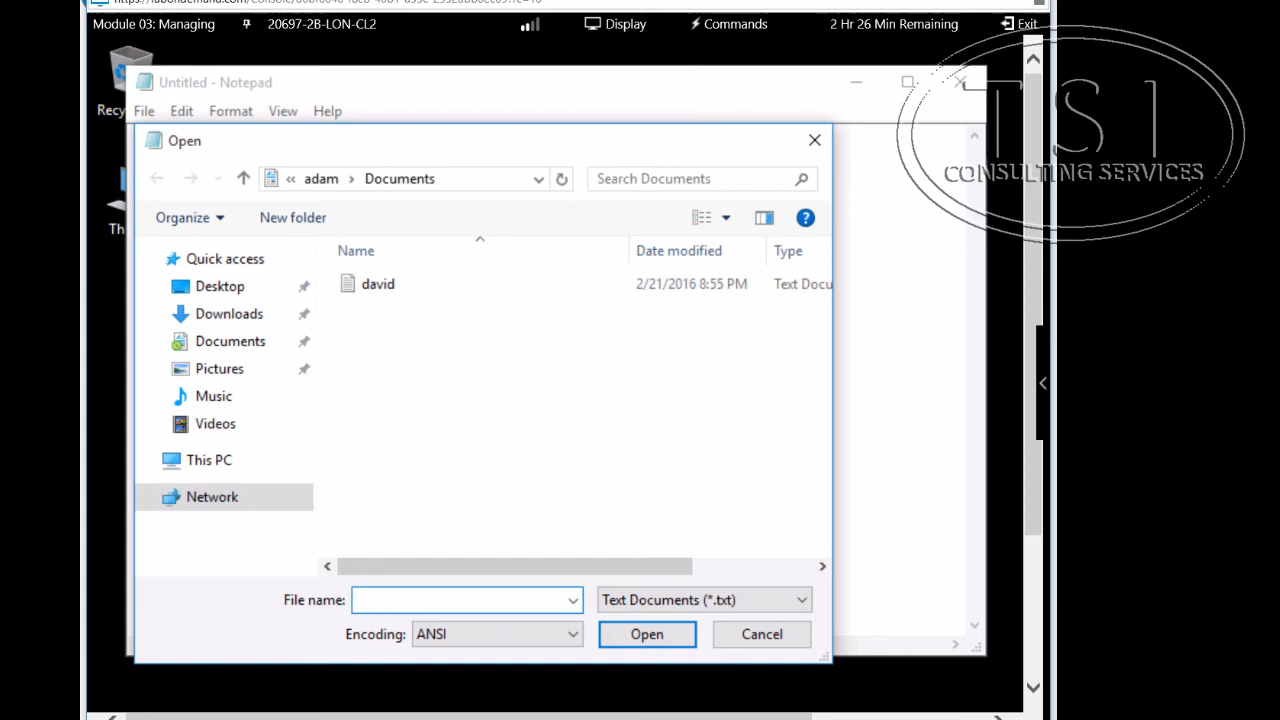 Module 03: Managing 20697-2B-LON-CL2 Display Commands 2 Hr 26 Min Remaining Exit
Untitled - Notepad
Recy
File Edit Format View Help
Open
« adam > Documents Search Documents
Organize New folder
Name Date modified Type
Quick access
david 2/21/2016 8:55 PM Text Docu
Desktop
Downloads
Documents
Pictures
Music
Videos
This PC
Network
Th
File name: Text Documents (*.txt)
Encoding: ANSI Open Cancel
TSI
CONSULTING SERVICES